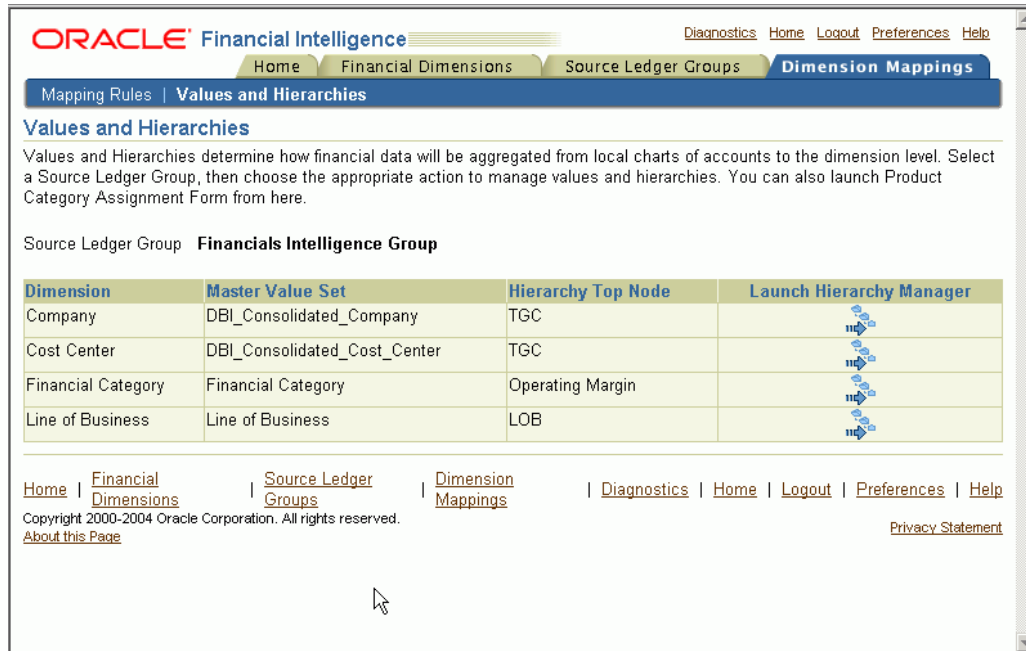 ORACLE Financial Intelligence
Diagnostics Home Logout Preferences Help
Home Financial Dimensions Source Ledger Groups Dimension Mappings
Mapping Rules | Values and Hierarchies
Values and Hierarchies
Values and Hierarchies determine how financial data will be aggregated from local charts of accounts to the dimension level. Select
a Source Ledger Group, then choose the appropriate action to manage values and hierarchies. You can also launch Product
Category Assignment Form from here.
Source Ledger Group Financials Intelligence Group
Dimension Master Value Set Hierarchy Top Node Launch Hierarchy Manager
Company DBI_Consolidated_Company TGC
Cost Center DBI_Consolidated_Cost_Center TGC
Financial Category Financial Category Operating Margin
Line of Business Line of Business LOB
Home | Financial Dimensions | Source Ledger Groups | Dimension Mappings | Diagnostics | Home | Logout | Preferences | Help
Copyright 2000-2004 Oracle Corporation. All rights reserved.
About this Page
Privacy Statement